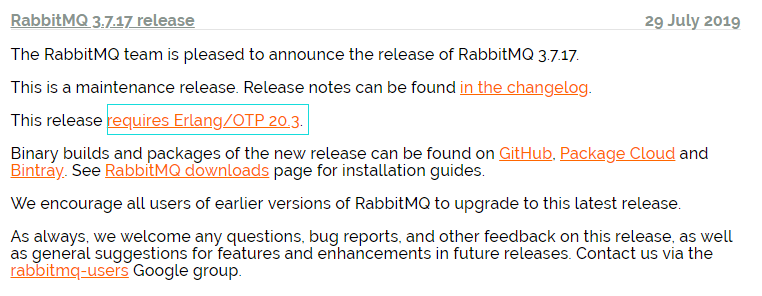 RabbitMQ 3.7.17 release 29 July 2019
The RabbitMQ team is pleased to announce the release of RabbitMQ 3.7.17.
This is a maintenance release. Release notes can be found in the changelog.
This release requires Erlang/OTP 20.3.
Binary builds and packages of the new release can be found on GitHub, Package Cloud and
Bintray. See RabbitMQ downloads page for installation guides.
We encourage all users of earlier versions of RabbitMQ to upgrade to this latest release.
As always, we welcome any questions, bug reports, and other feedback on this release, as well
as general suggestions for features and enhancements in future releases. Contact us via the
rabbitmq-users Google group.